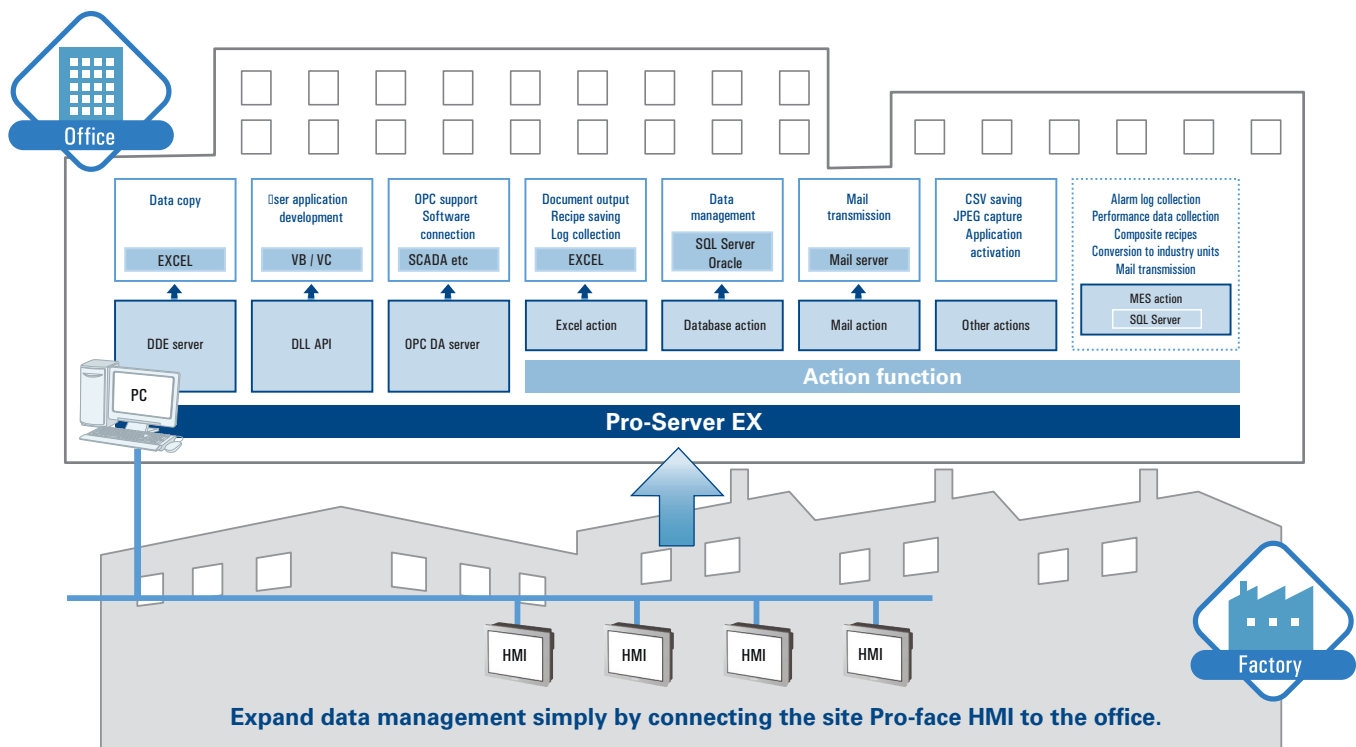 Office
Data copy
EXCEL
ser application
development
VB / VC
OPC support
Software
connection
SCADA etc
Document output
Recipe saving
Log collection
EXCEL
Data
management
SQL Server
Oracle
Mail
transmission
Mail server
CSV saving
JPEG capture
Application
activation
Alarm log collection
Performance data collection
Composite recipes
Conversion to industry units
Mail transmission
MES action
SQL Server
DDE server
DLL API
OPC DA server
Excel action
Database action
Mail action
Other actions
Action function
PC
Pro-Server EX
HMI
HMI
HMI
HMI
Factory
Expand data management simply by connecting the site Pro-face HMI to the office.